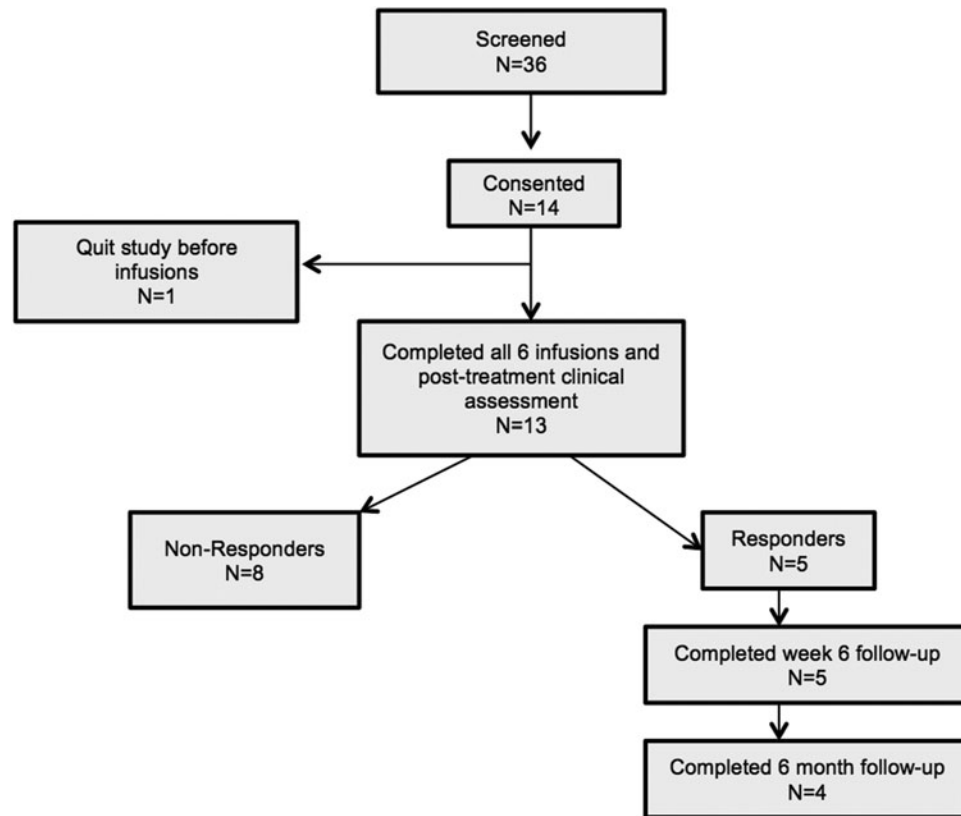 Screened
N=36
Consented
N=14
Quit study before
infusions
N=1
Completed all 6 infusions and
post-treatment clinical
assessment
N=13
Non-Responders
N=8
Responders
N=5
Completed week 6 follow-up
N=5
Completed 6 month follow-up
N=4